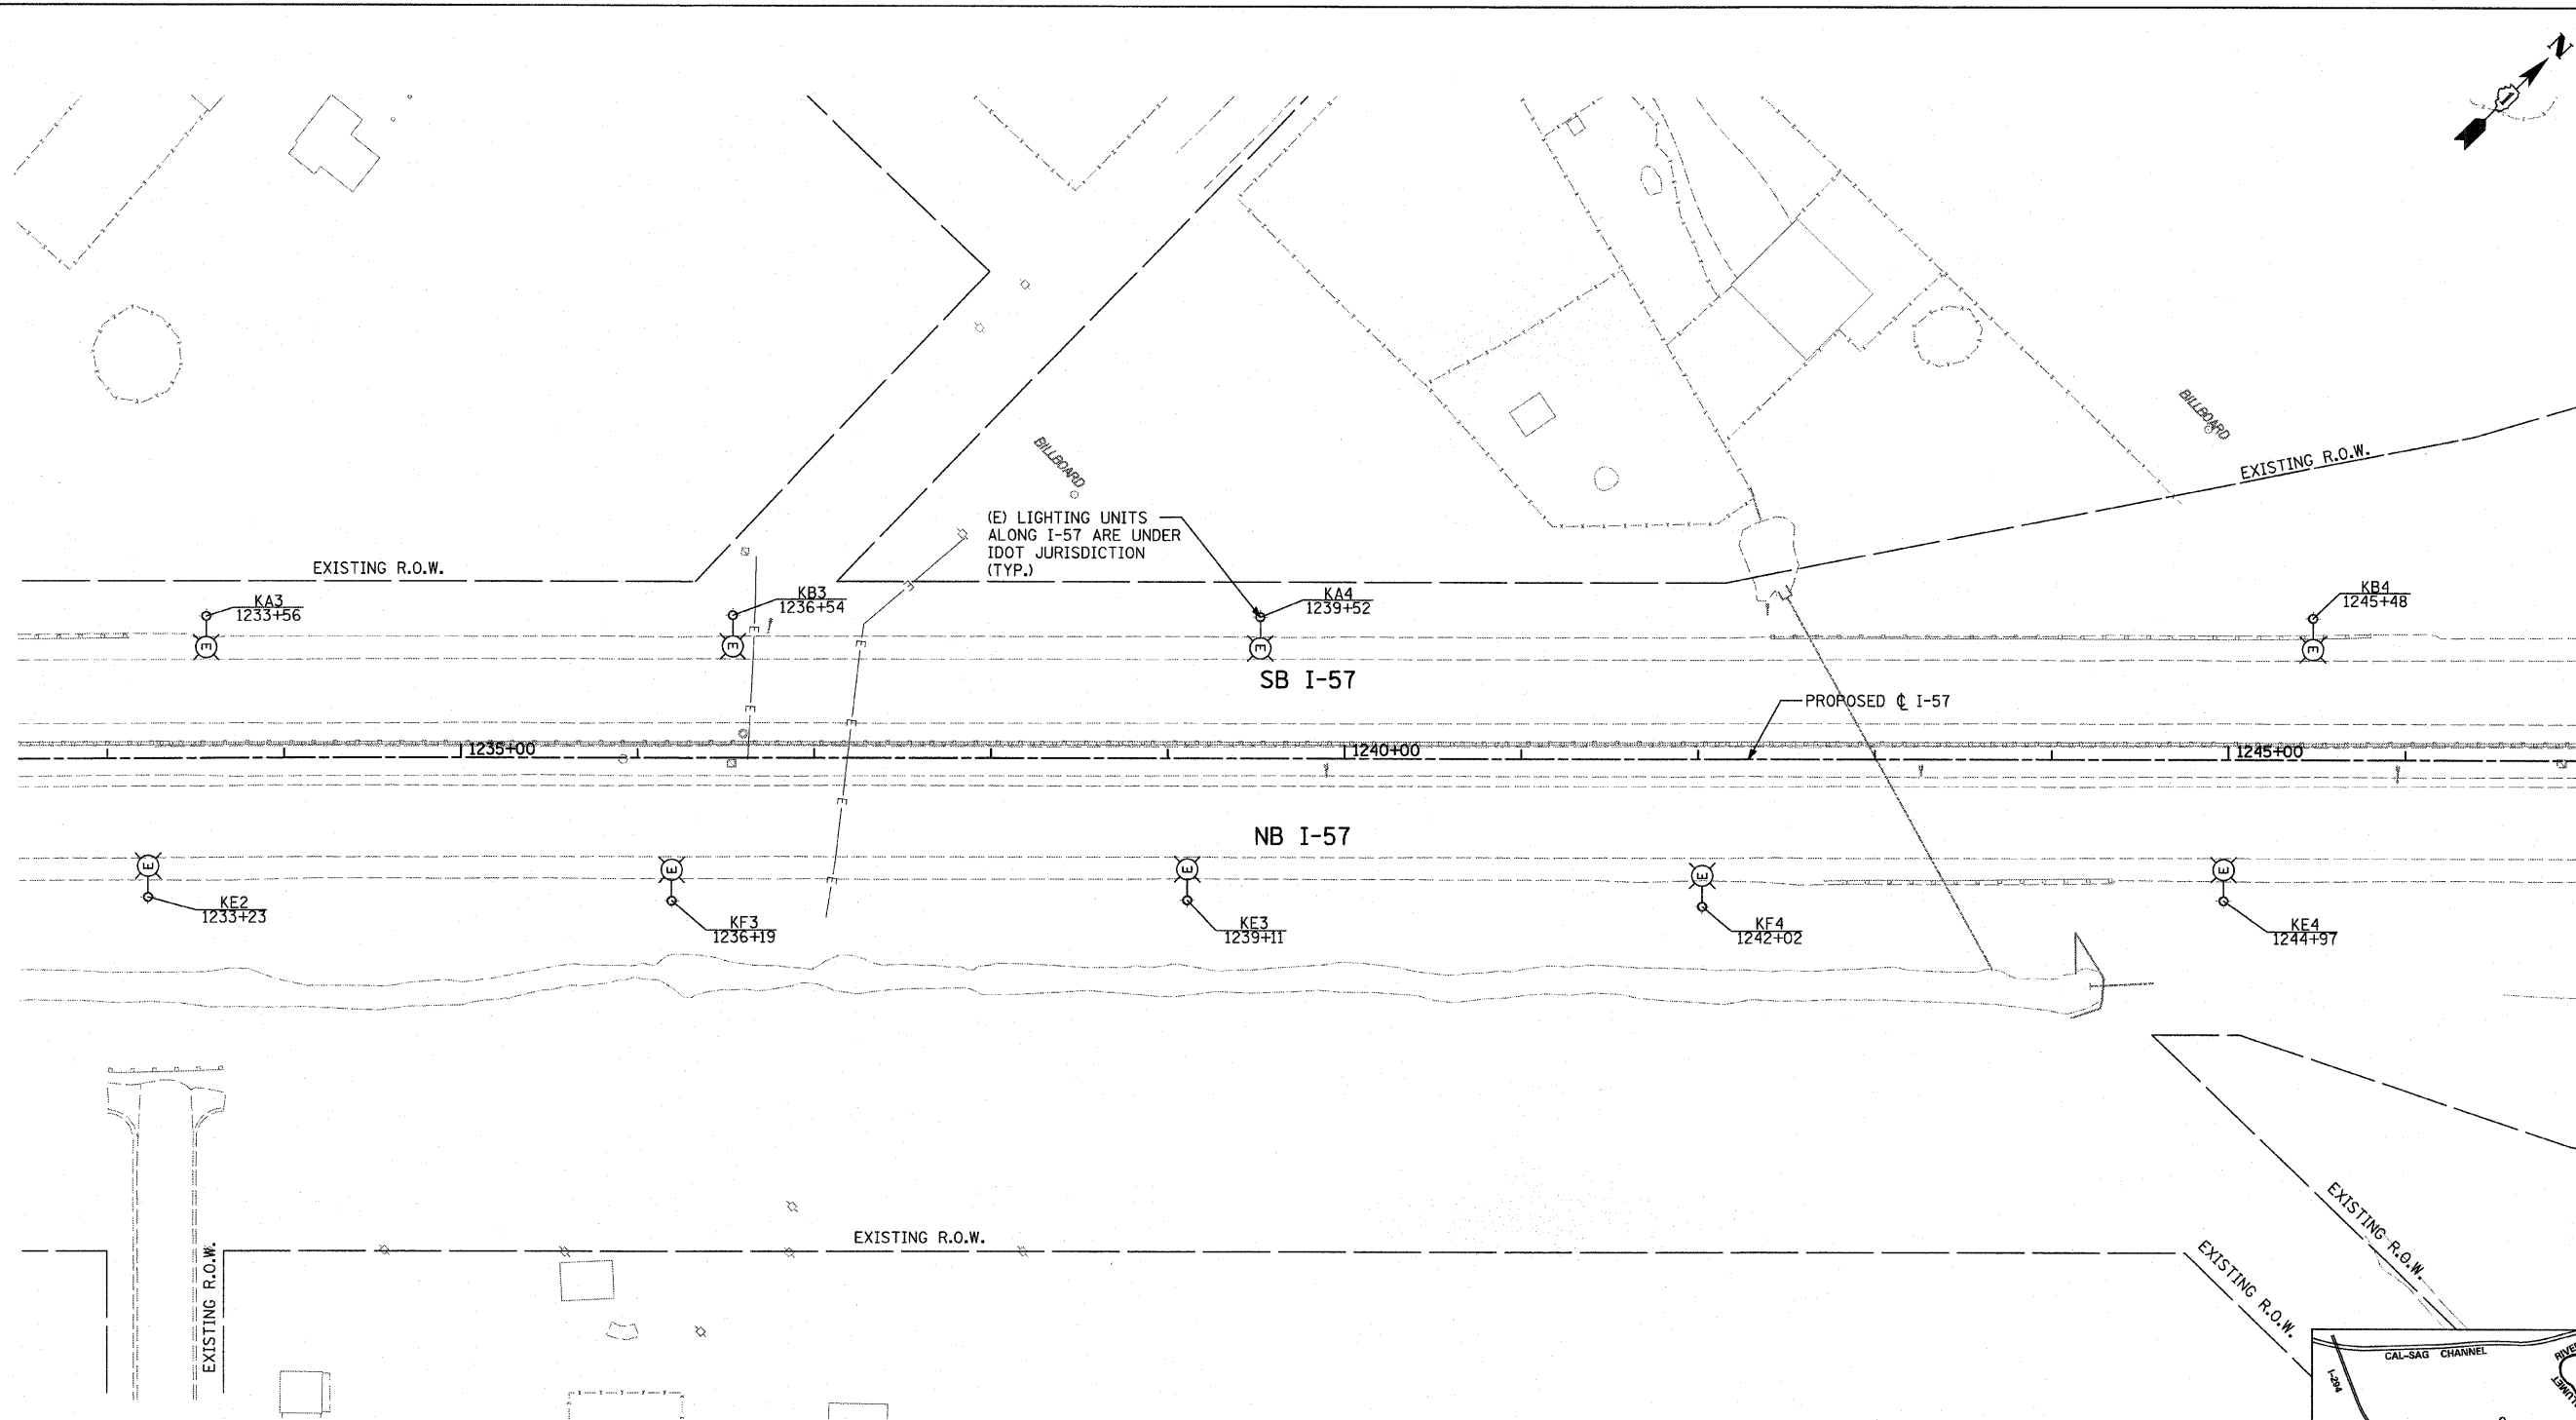 N
BILLBOARD
BILLBOARD
EXISTING R.O.W.
(E) LIGHTING UNITS
ALONG I-57 ARE UNDER
IDOT JURISDICTION
(TYP.)
EXISTING R.O.W.
KA3
1233+56
KB3
1236+54
KA4
1239+52
KB4
1245+48
E
E
E
E
E
E
E
E
E
E
SB I-57
PROPOSED ℄ I-57
1235+00
1240+00
1245+00
E
E
NB I-57
E
E
E
E
E
KE2
1233+23
KF3
1236+19
KE3
1239+11
KF4
1242+02
KE4
1244+97
EXISTING R.O.W.
EXISTING R.O.W.
EXISTING R.O.W.
EXISTING R.O.W.
CAL-SAG CHANNEL
I-294